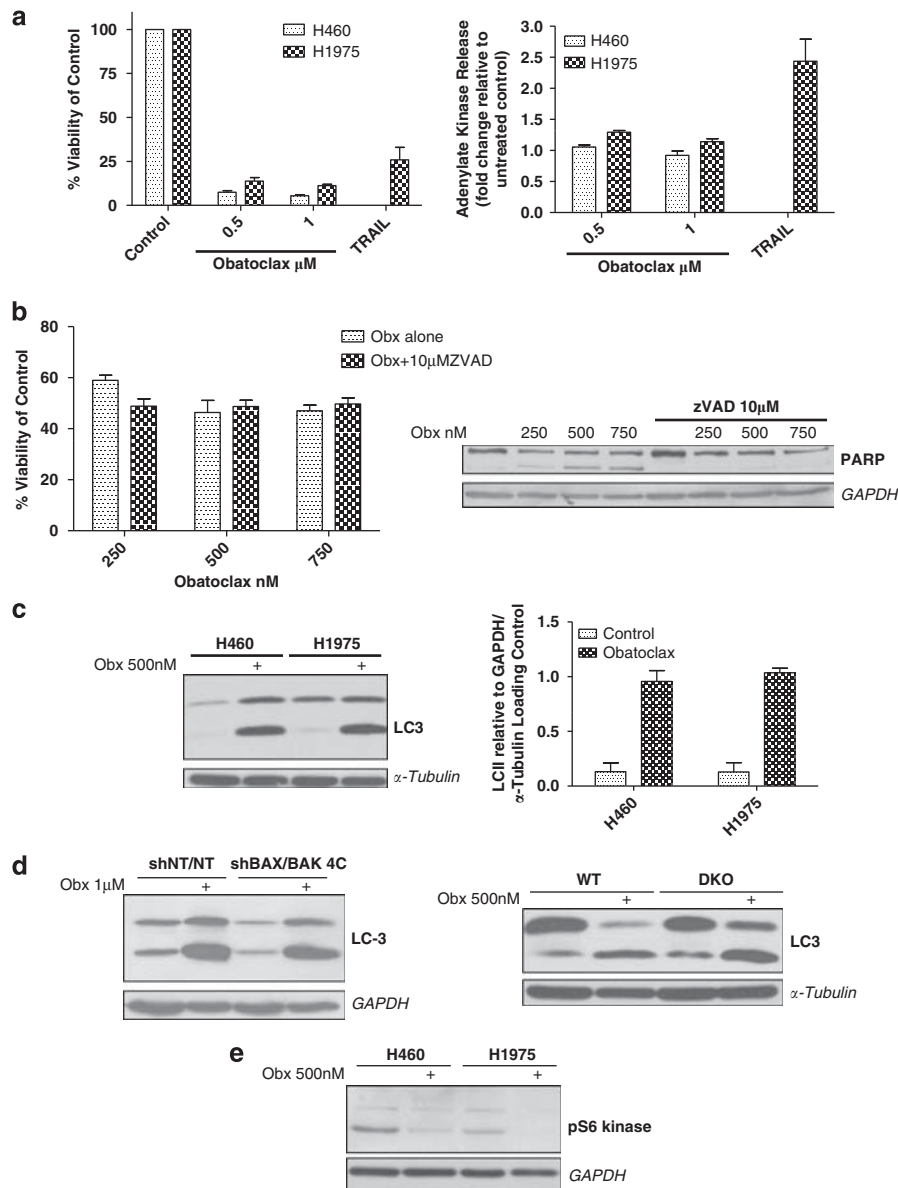 a
% Viability of Control
100
75
50
25
0
H460
H1975
Control
0.5
1
TRAIL
Obatoclax μM
Adenylate Kinase Release
(fold change relative to
untreated control)
3.0
2.5
2.0
1.5
1.0
0.5
0.0
H460
H1975
0.5
1
TRAIL
Obatoclax μM
b
% Viability of Control
80
60
40
20
0
Obx alone
Obx+10μMZVAD
250
500
750
Obatoclax nM
zVAD 10μM
Obx nM 250 500 750 250 500 750
PARP
GAPDH
c
H460 H1975
Obx 500nM + +
LC3
α-Tubulin
LCII relative to GAPDH/
α-Tubulin Loading Control
1.5
1.0
0.5
0.0
Control
Obatoclax
H460
H1975
d
shNT/NT shBAX/BAK 4C
Obx 1μM + +
LC-3
GAPDH
WT DKO
Obx 500nM + +
LC3
α-Tubulin
e
H460 H1975
Obx 500nM + +
pS6 kinase
GAPDH